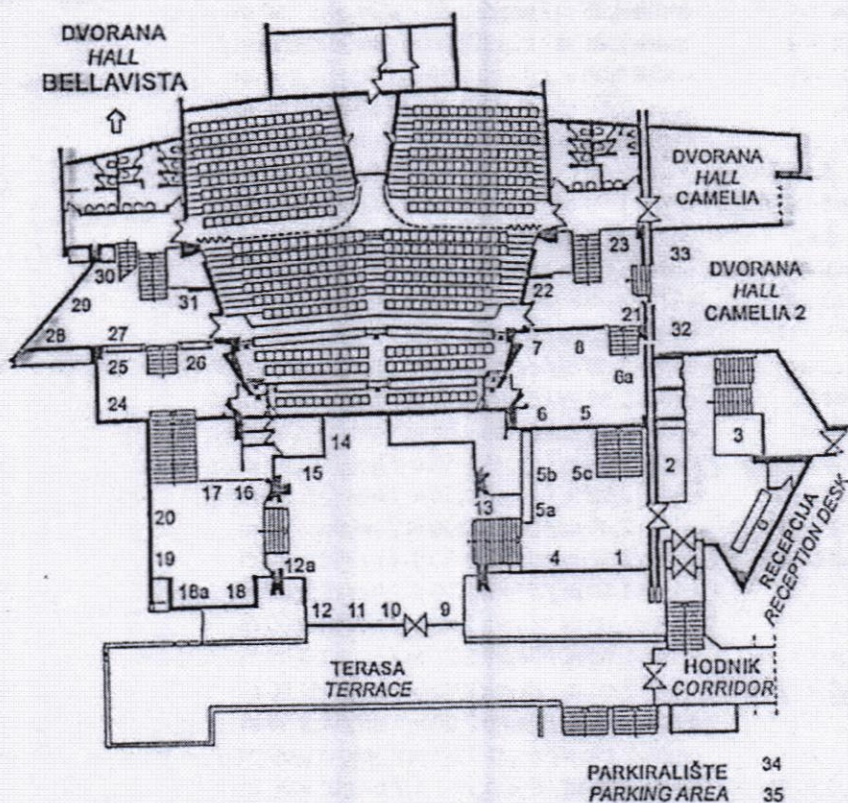 DVORANA
HALL
BELLAVISTA
DVORANA
HALL
CAMELIA
23
33
DVORANA
HALL
CAMELIA 2
30
29
31
22
21
32
28
27
26
25
7
8
6a
24
6
5
3
14
2
15
17
16
5b
5c
13
5a
20
19
12a
4
1
0
RECEPCIJA
RECEPTION DESK
18a
18
12
11
10
9
TERASA
TERRACE
HODNIK
CORRIDOR
PARKIRALIŠTE
PARKING AREA
34
35